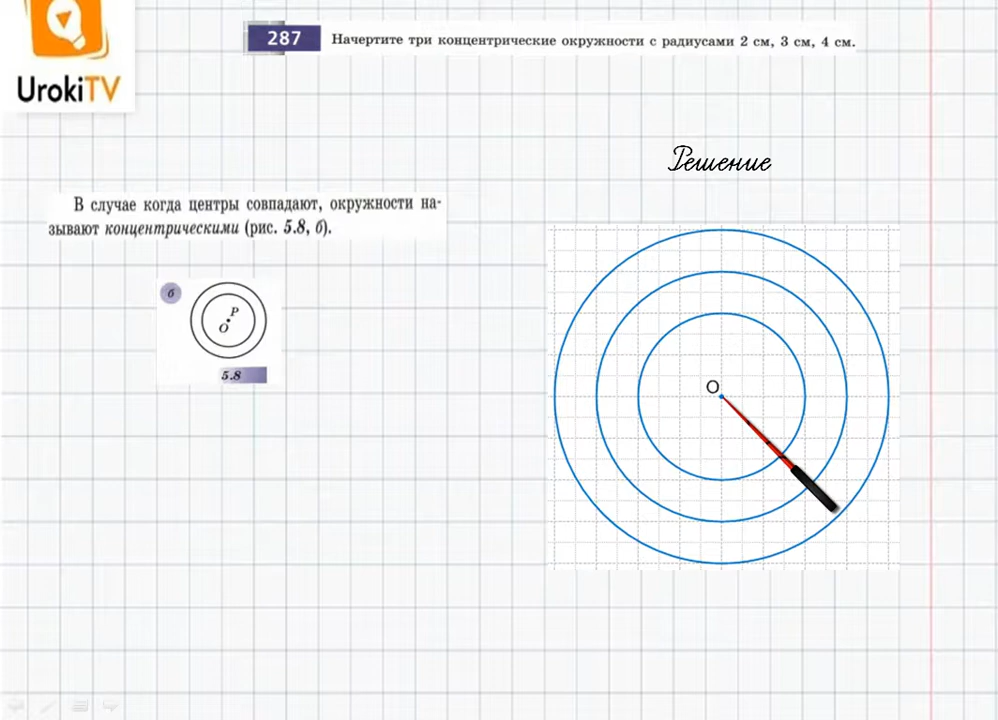 UrokiTV
287 Начертите три концентрические окружности с радиусами 2 см, 3 см, 4 см.
Решение
В случае когда центры совпадают, окружности на-
зывают концентрическими (рис. 5.8, б).
б
P
O
5.8
O